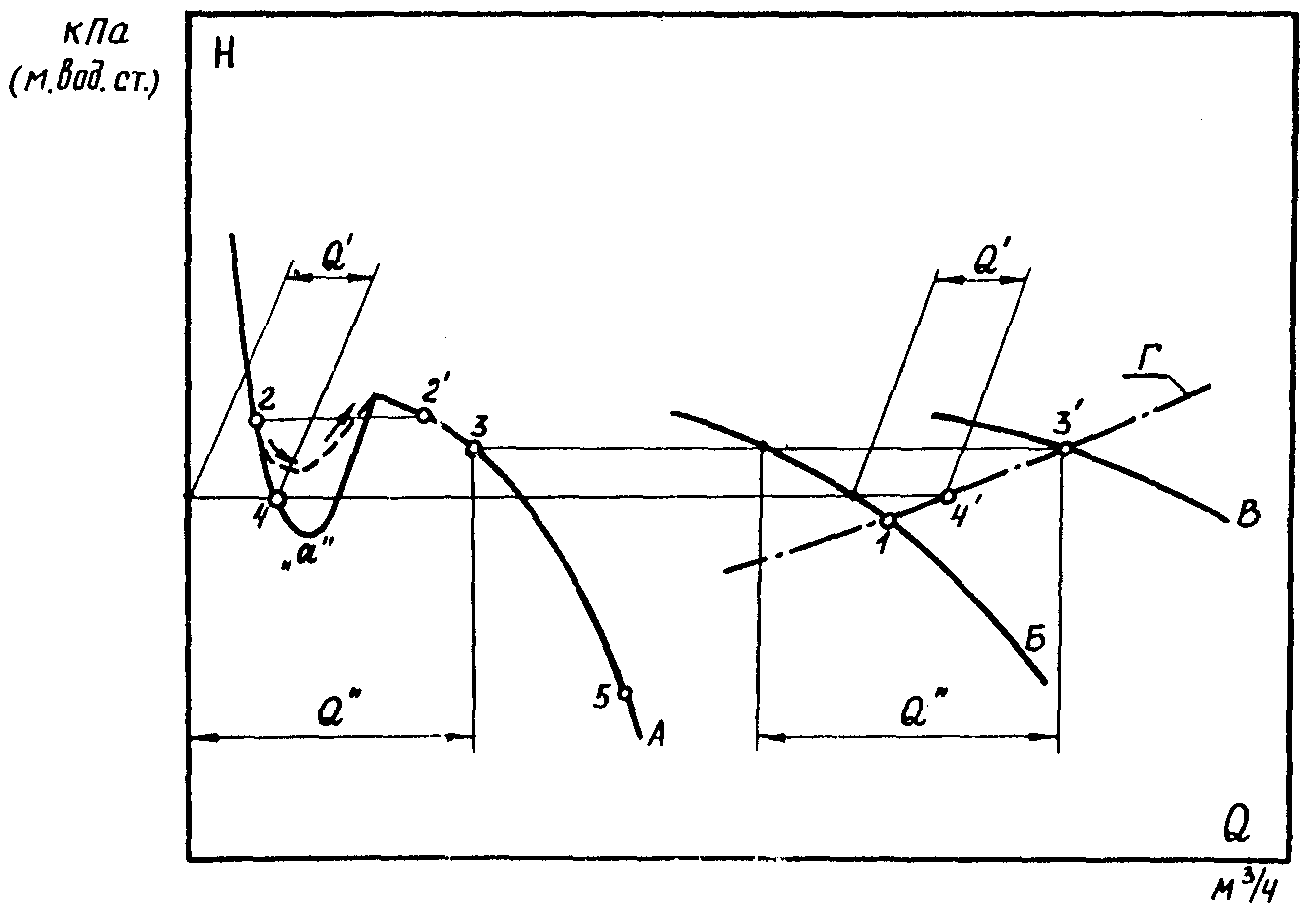 кПа
(м.вод.ст.)
H
Q'
Q'
Г
2
2'
3
3'
4
4'
1
„а"
В
Б
5
А
Q"
Q"
Q
м³/ч